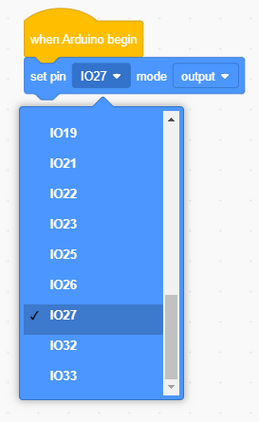 when Arduino begin
set pin IO27 mode output
IO19
IO21
IO22
IO23
IO25
IO26
✓ IO27
IO32
IO33